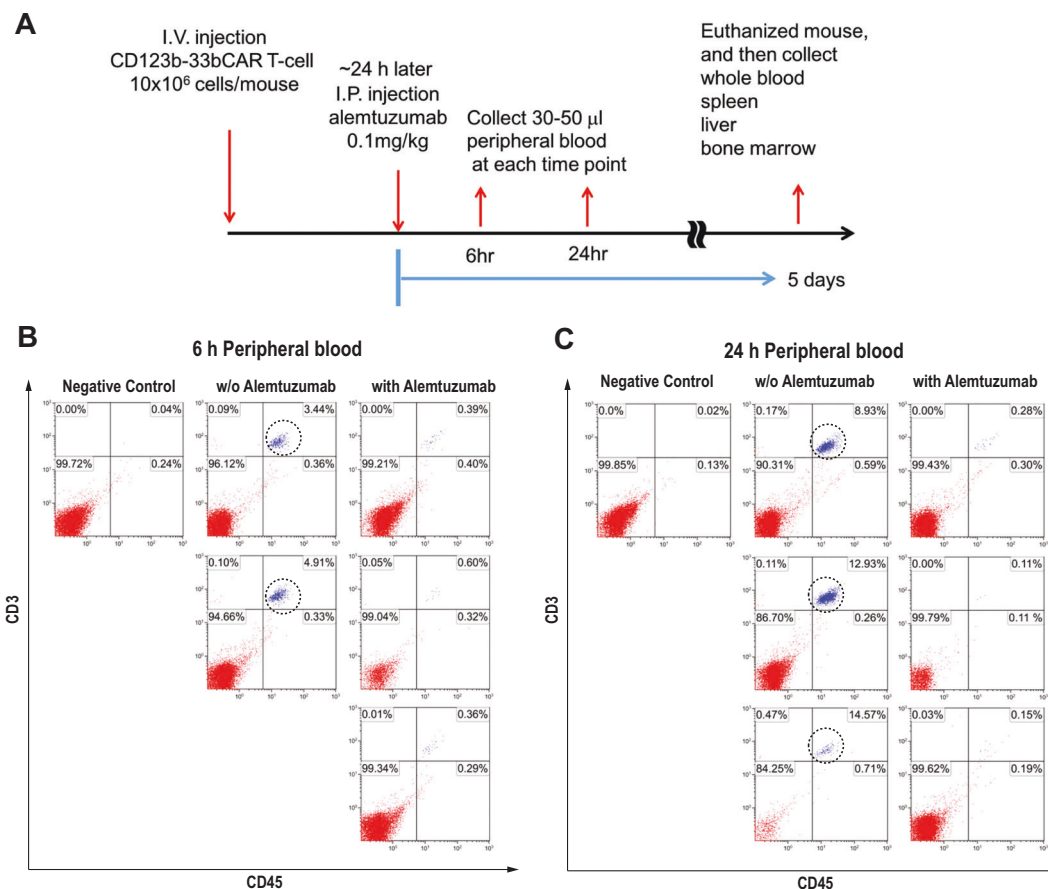 A
I.V. injection
CD123b-33bCAR T-cell
10x10⁶ cells/mouse
~24 h later
I.P. injection
alemtuzumab
0.1mg/kg
Collect 30-50 µl
peripheral blood
at each time point
Euthanized mouse,
and then collect
whole blood
spleen
liver
bone marrow
6hr
24hr
5 days
B
6 h Peripheral blood
Negative Control
w/o Alemtuzumab
with Alemtuzumab
0.00% 0.04%
99.72% 0.24%
0.09% 3.44%
96.12% 0.36%
0.00% 0.39%
99.21% 0.40%
0.10% 4.91%
94.66% 0.33%
0.05% 0.60%
99.04% 0.32%
0.01% 0.36%
99.34% 0.29%
CD3
CD45
C
24 h Peripheral blood
Negative Control
w/o Alemtuzumab
with Alemtuzumab
0.0% 0.02%
99.85% 0.13%
0.17% 8.93%
90.31% 0.59%
0.00% 0.28%
99.43% 0.30%
0.11% 12.93%
86.70% 0.26%
0.00% 0.11%
99.79% 0.11 %
0.47% 14.57%
84.25% 0.71%
0.03% 0.15%
99.62% 0.19%
CD3
CD45